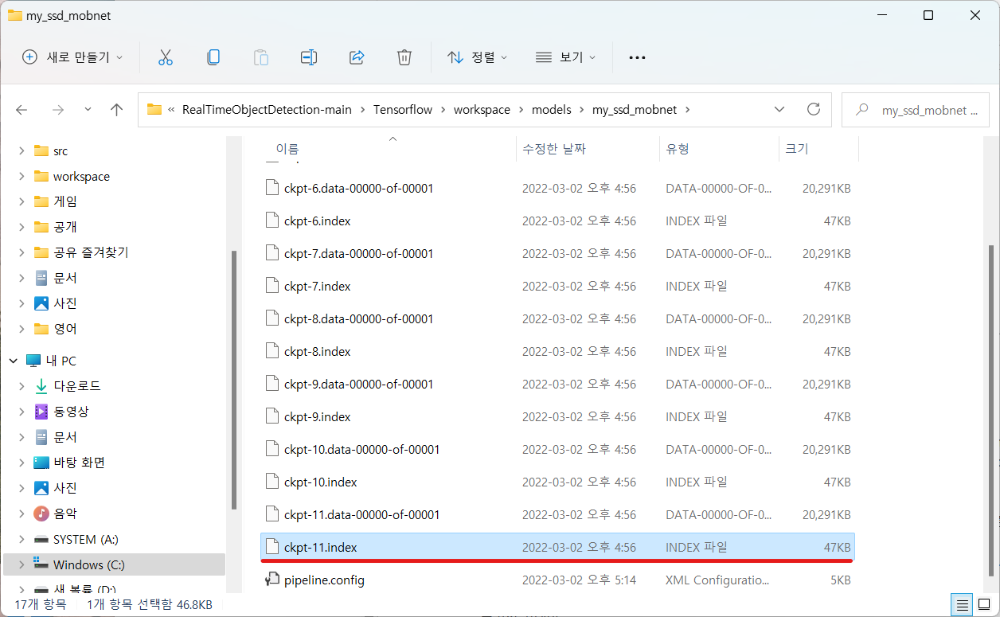 my_ssd_mobnet
새로 만들기 정렬 보기
« RealTimeObjectDetection-main > Tensorflow > workspace > models > my_ssd_mobnet > my_ssd_mobnet ...
이름 수정한 날짜 유형 크기
src
workspace
게임
공개
공유 즐겨찾기
문서
사진
영어
내 PC
다운로드
동영상
문서
바탕 화면
사진
음악
SYSTEM (A:)
Windows (C:)
새 볼륨 (D:)
ckpt-6.data-00000-of-00001 2022-03-02 오후 4:56 DATA-00000-OF-0... 20,291KB
ckpt-6.index 2022-03-02 오후 4:56 INDEX 파일 47KB
ckpt-7.data-00000-of-00001 2022-03-02 오후 4:56 DATA-00000-OF-0... 20,291KB
ckpt-7.index 2022-03-02 오후 4:56 INDEX 파일 47KB
ckpt-8.data-00000-of-00001 2022-03-02 오후 4:56 DATA-00000-OF-0... 20,291KB
ckpt-8.index 2022-03-02 오후 4:56 INDEX 파일 47KB
ckpt-9.data-00000-of-00001 2022-03-02 오후 4:56 DATA-00000-OF-0... 20,291KB
ckpt-9.index 2022-03-02 오후 4:56 INDEX 파일 47KB
ckpt-10.data-00000-of-00001 2022-03-02 오후 4:56 DATA-00000-OF-0... 20,291KB
ckpt-10.index 2022-03-02 오후 4:56 INDEX 파일 47KB
ckpt-11.data-00000-of-00001 2022-03-02 오후 4:56 DATA-00000-OF-0... 20,291KB
ckpt-11.index 2022-03-02 오후 4:56 INDEX 파일 47KB
pipeline.config 2022-03-02 오후 5:14 XML Configuratio... 5KB
17개 항목 1개 항목 선택함 46.8KB